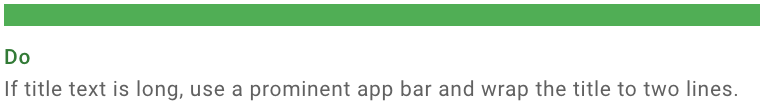 Do
If title text is long, use a prominent app bar and wrap the title to two lines.